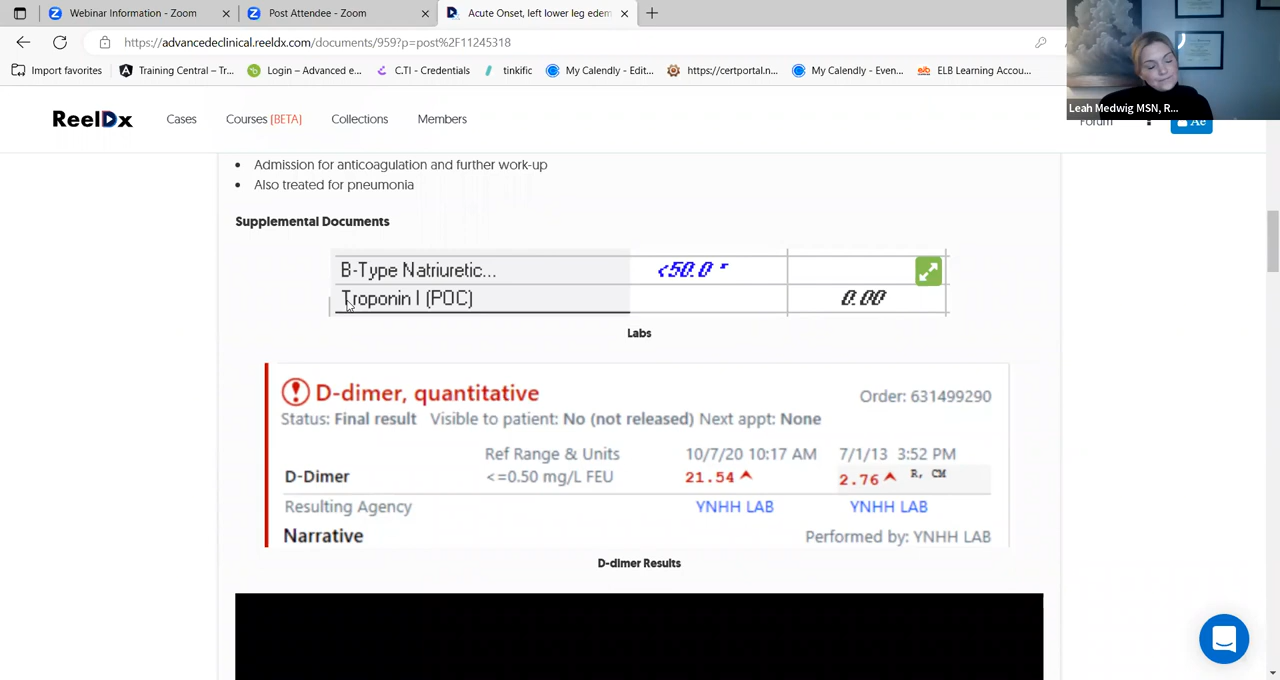 Webinar Information - Zoom
Post Attendee - Zoom
Acute Onset, left lower leg edem
https://advancedclinical.reeldx.com/documents/959?p=post%2F11245318
Import favorites
Training Central – Tr...
Login – Advanced e...
C.TI - Credentials
tinkific
My Calendly - Edit...
https://certportal.n...
My Calendly - Even...
ELB Learning Accou...
Leah Medwig MSN, R...
ReelDx
Cases
Courses [BETA]
Collections
Members
Forum
Ac
• Admission for anticoagulation and further work-up
• Also treated for pneumonia
Supplemental Documents
B-Type Natriuretic... <50.0 *
Troponin I (POC) 0.00
Labs
D-dimer, quantitative
Order: 631499290
Status: Final result Visible to patient: No (not released) Next appt: None
Ref Range & Units 10/7/20 10:17 AM 7/1/13 3:52 PM
D-Dimer <=0.50 mg/L FEU 21.54 2.76 R, CM
Resulting Agency YNHH LAB YNHH LAB
Narrative Performed by: YNHH LAB
D-dimer Results